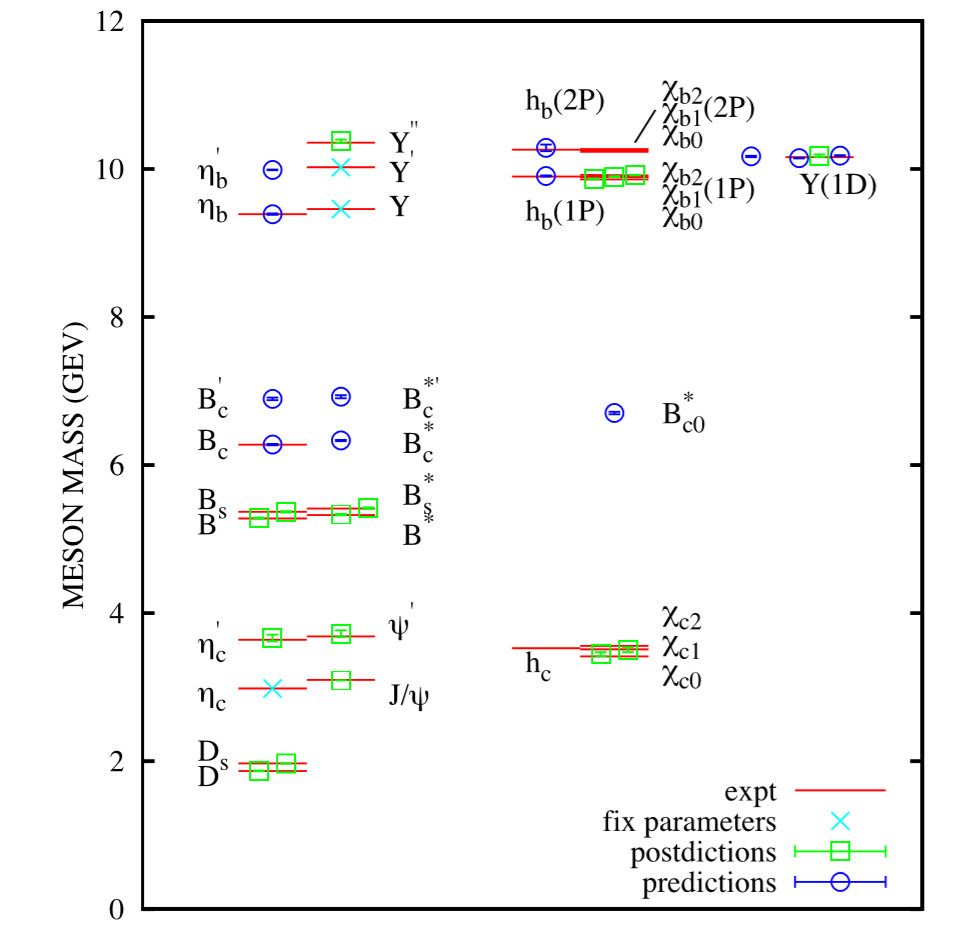 12
10
8
6
4
2
0
MESON MASS (GEV)
η_b'
η_b
Υ''
Υ'
Υ
h_b(2P)
h_b(1P)
χ_b2
χ_b1(2P)
χ_b0
χ_b2
χ_b1(1P)
χ_b0
Υ(1D)
B_c'
B_c
B_c*'
B_c*
B_c0*
B_s
B
B_s*
B*
η_c'
η_c
ψ'
J/ψ
h_c
χ_c2
χ_c1
χ_c0
D_s
D
expt
fix parameters
postdictions
predictions